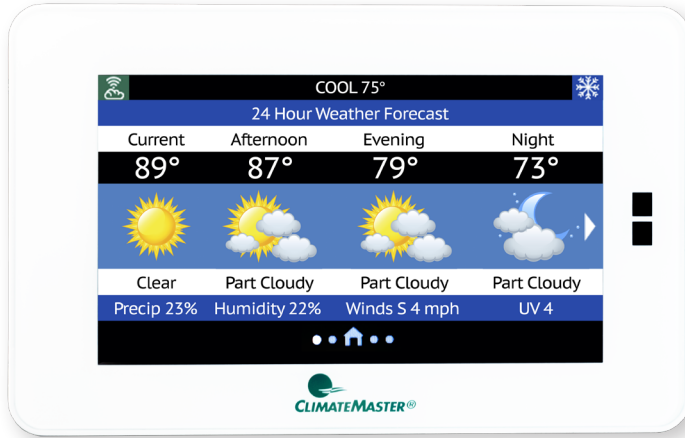 COOL 75°
24 Hour Weather Forecast
Current Afternoon Evening Night
89° 87° 79° 73°
Clear Part Cloudy Part Cloudy Part Cloudy
Precip 23% Humidity 22% Winds S 4 mph UV 4
CLIMATEMASTER®